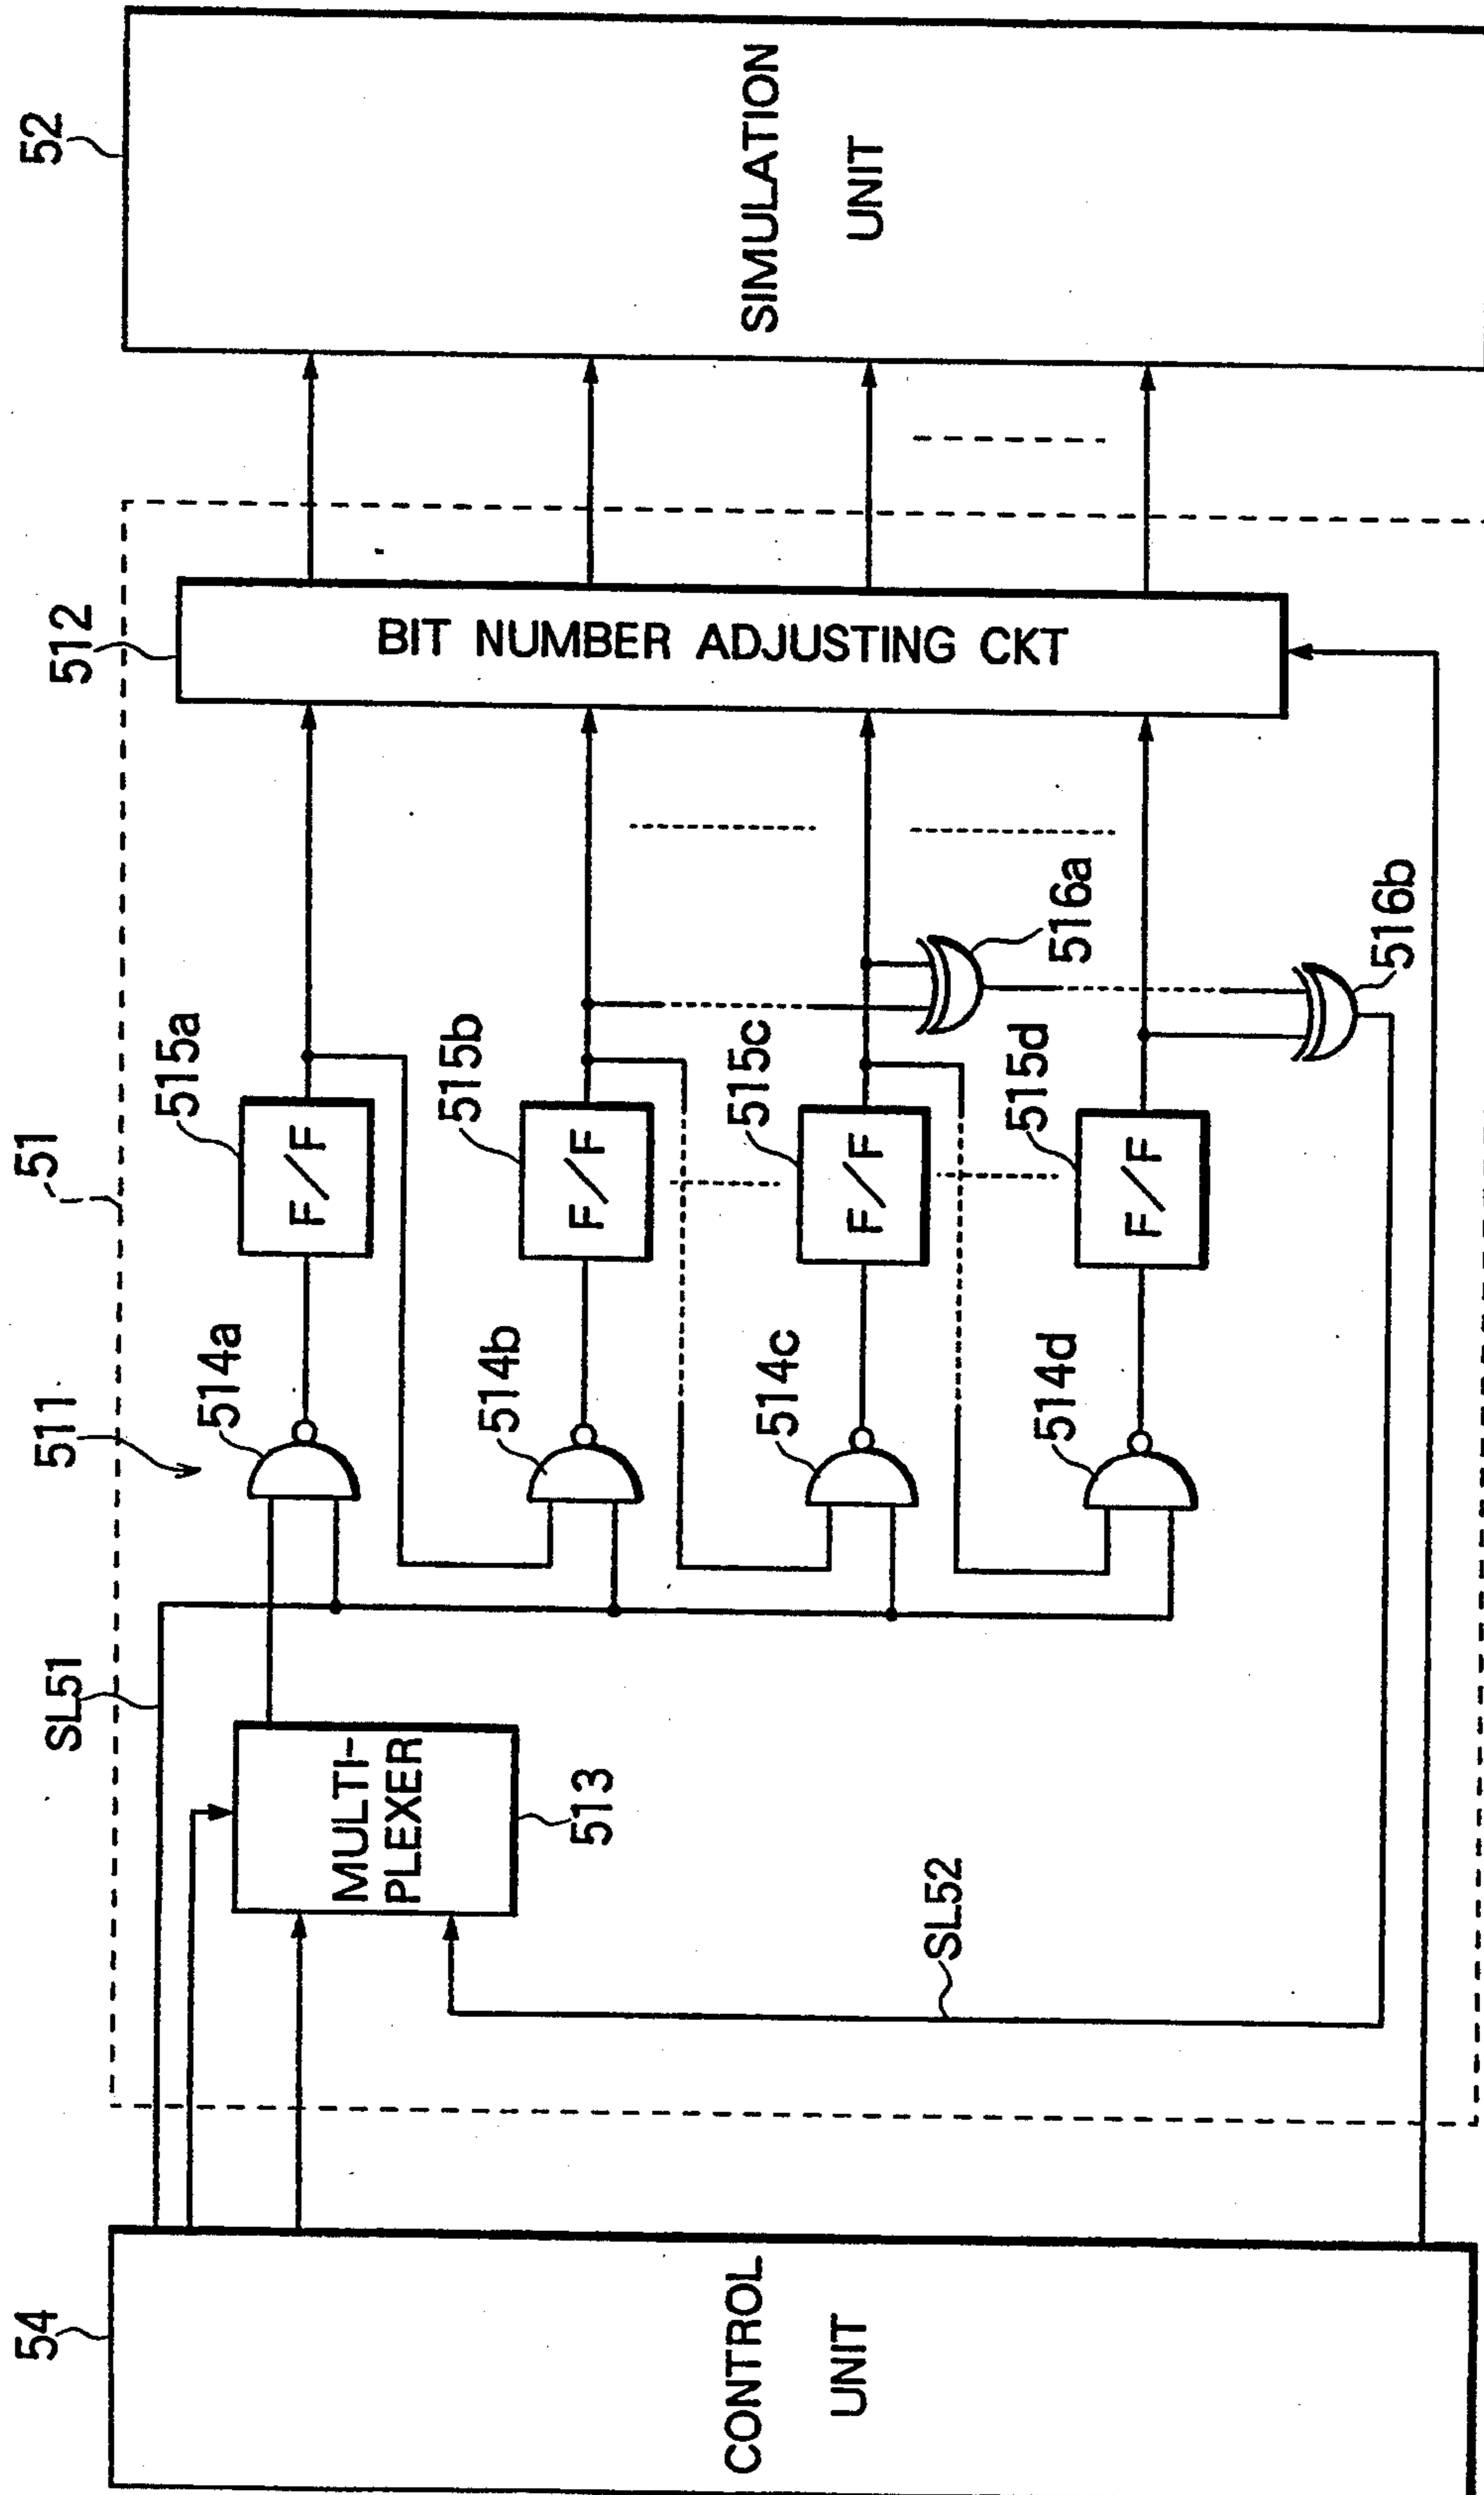 54
CONTROL
UNIT
51
511
SL51
MULTI-
PLEXER
513
SL52
514a
514b
514c
514d
515a
F/F
515b
F/F
515c
F/F
515d
F/F
516a
516b
512
BIT NUMBER ADJUSTING CKT
52
SIMULATION
UNIT